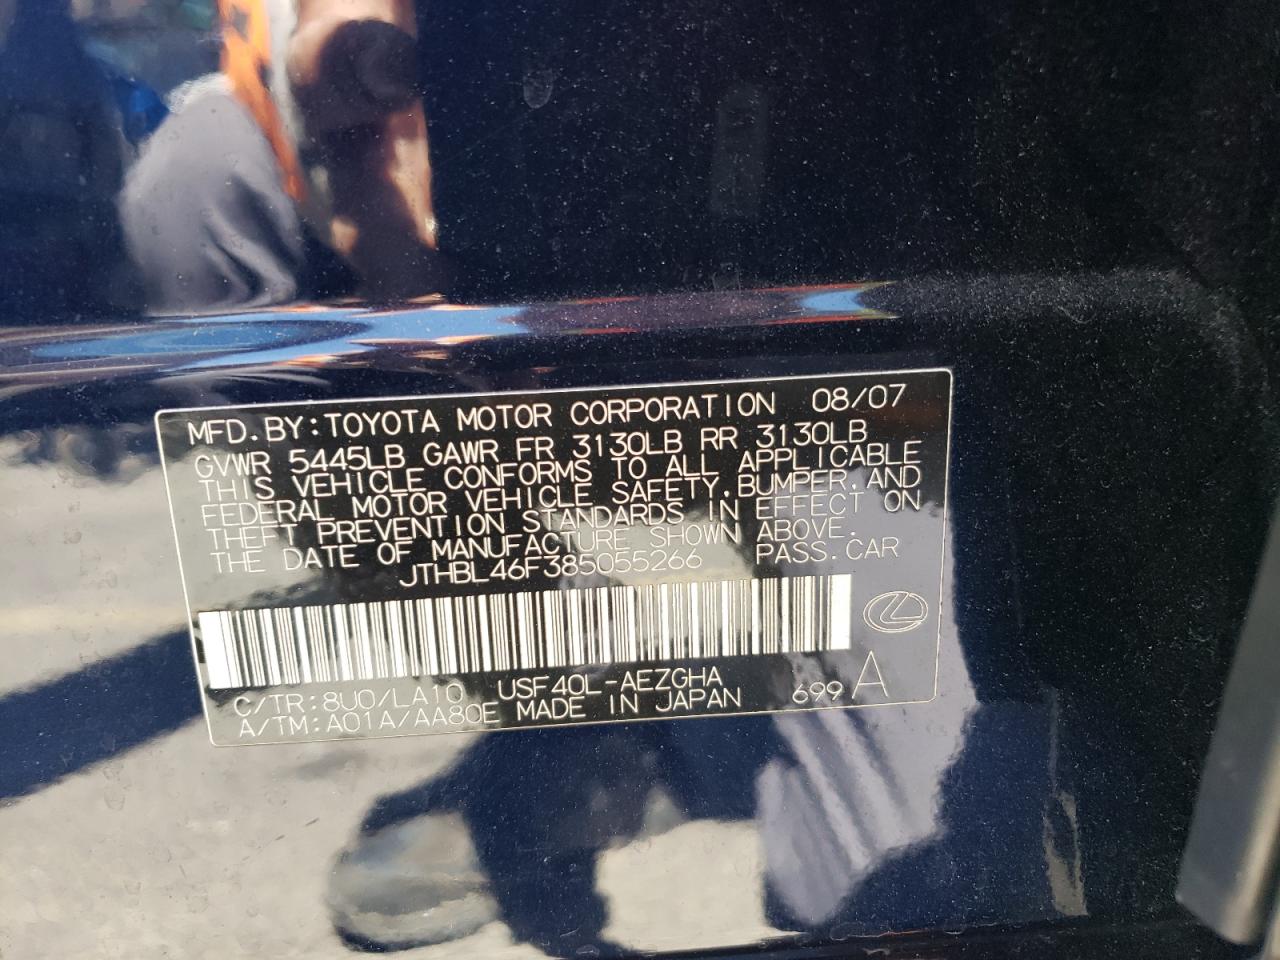 MFD.BY:TOYOTA MOTOR CORPORATION 08/07
GVWR 5445LB GAWR FR 3130LB RR 3130LB
THIS VEHICLE CONFORMS TO ALL APPLICABLE
FEDERAL MOTOR VEHICLE SAFETY,BUMPER,AND
THEFT PREVENTION STANDARDS IN EFFECT ON
THE DATE OF MANUFACTURE SHOWN ABOVE.
JTHBL46F385055266 PASS.CAR
C/TR:8U0/LA10 USF40L-AEZGHA
A/TM:A01A/AA80E MADE IN JAPAN 699 A